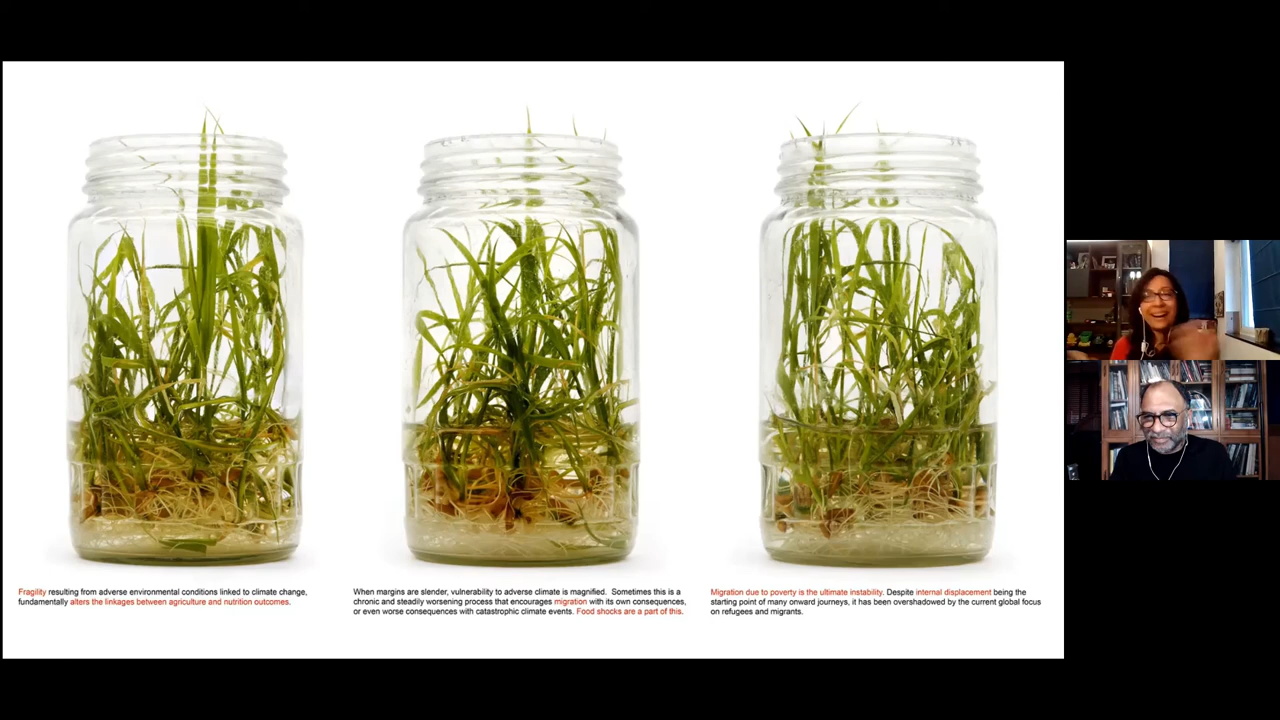 Fragility resulting from adverse environmental conditions linked to climate change,
fundamentally alters the linkages between agriculture and nutrition outcomes.
When margins are slender, vulnerability to adverse climate is magnified. Sometimes this is a
chronic and steadily worsening process that encourages migration with its own consequences,
or even worse consequences with catastrophic climate events. Food shocks are a part of this.
Migration due to poverty is the ultimate instability. Despite internal displacement being the
starting point of many onward journeys, it has been overshadowed by the current global focus
on refugees and migrants.